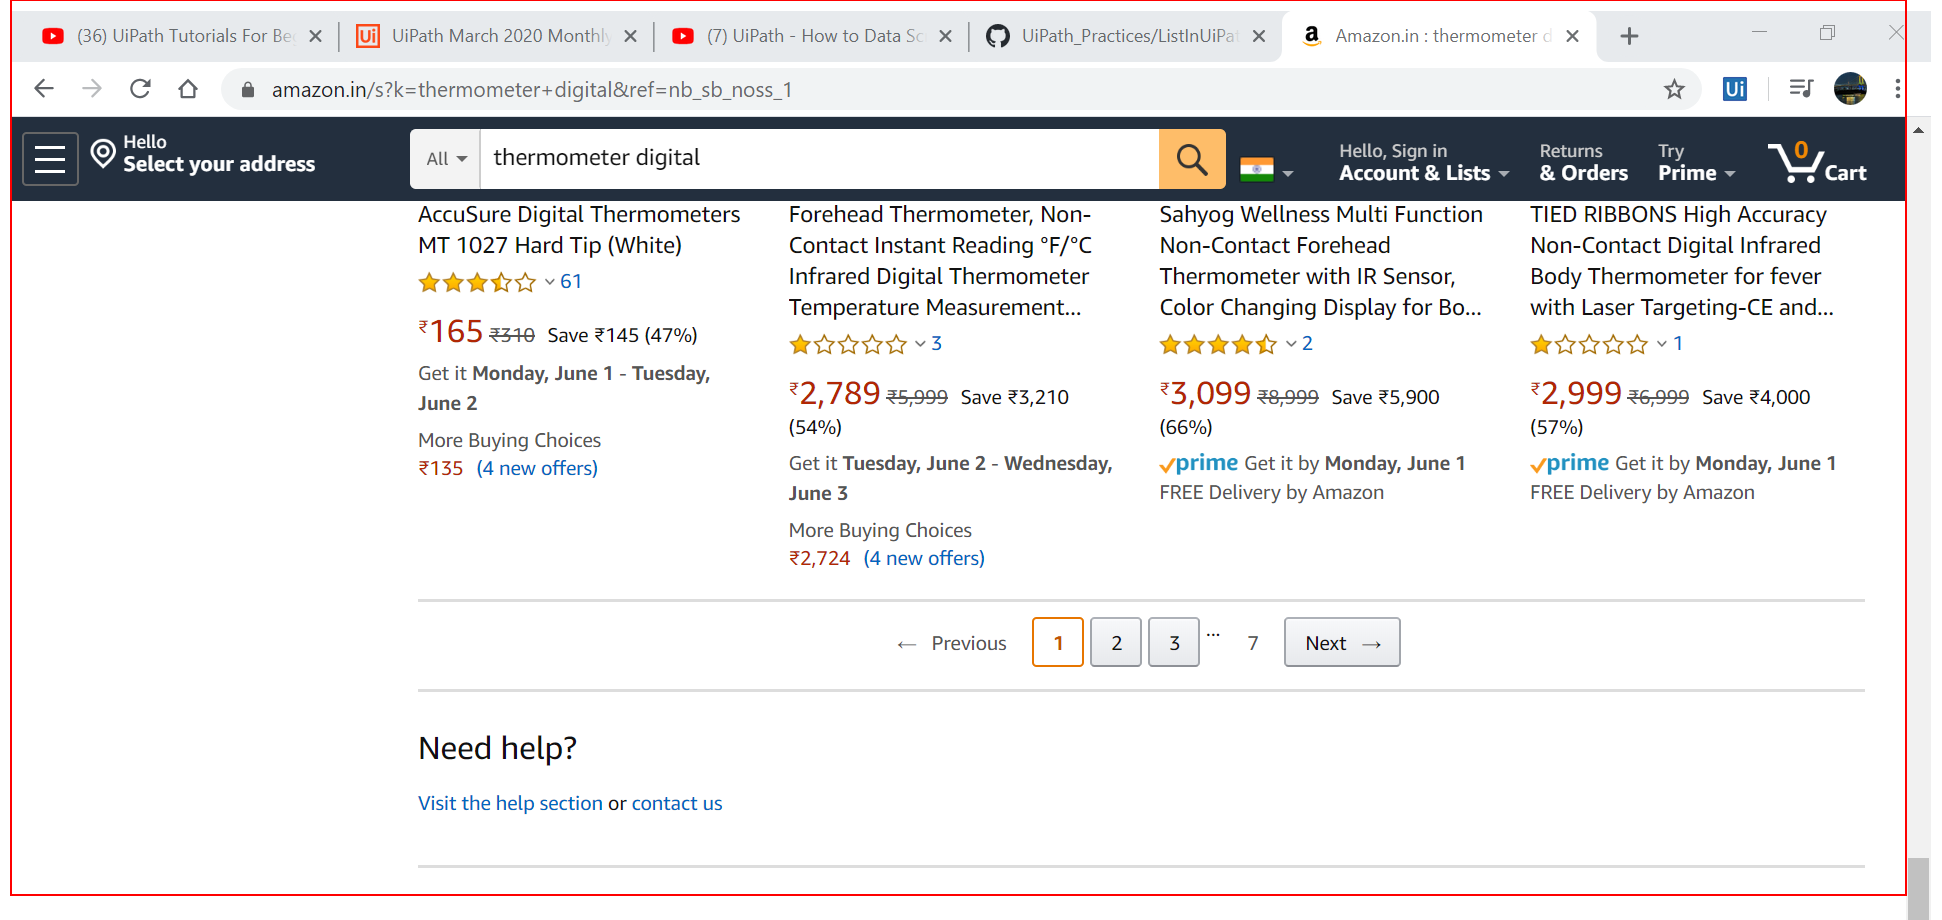 (36) UiPath Tutorials For Be
UiPath March 2020 Monthly
(7) UiPath - How to Data Sc
UiPath_Practices/ListInUiPa
Amazon.in : thermometer d
amazon.in/s?k=thermometer+digital&ref=nb_sb_noss_1
Ui
Hello
Select your address
All
thermometer digital
Hello, Sign in
Account & Lists
Returns
& Orders
Try
Prime
0
Cart
AccuSure Digital Thermometers
MT 1027 Hard Tip (White)
61
₹165 ₹310 Save ₹145 (47%)
Get it Monday, June 1 - Tuesday,
June 2
More Buying Choices
₹135 (4 new offers)
Forehead Thermometer, Non-
Contact Instant Reading °F/°C
Infrared Digital Thermometer
Temperature Measurement...
3
₹2,789 ₹5,999 Save ₹3,210
(54%)
Get it Tuesday, June 2 - Wednesday,
June 3
More Buying Choices
₹2,724 (4 new offers)
Sahyog Wellness Multi Function
Non-Contact Forehead
Thermometer with IR Sensor,
Color Changing Display for Bo...
2
₹3,099 ₹8,999 Save ₹5,900
(66%)
prime Get it by Monday, June 1
FREE Delivery by Amazon
TIED RIBBONS High Accuracy
Non-Contact Digital Infrared
Body Thermometer for fever
with Laser Targeting-CE and...
1
₹2,999 ₹6,999 Save ₹4,000
(57%)
prime Get it by Monday, June 1
FREE Delivery by Amazon
← Previous 1 2 3 ... 7 Next →
Need help?
Visit the help section or contact us